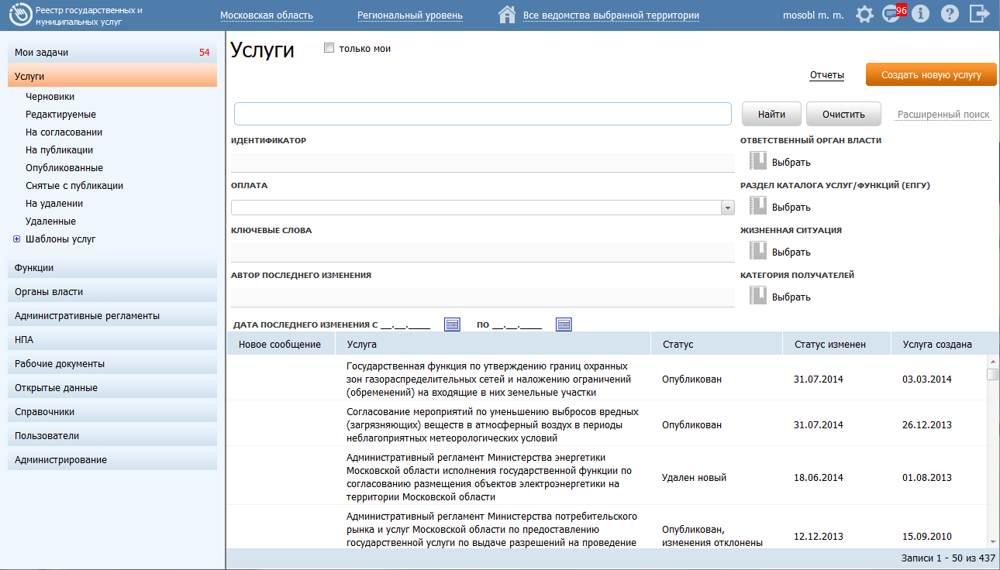 Реестр государственных и
муниципальных услуг
Московская область
Региональный уровень
Все ведомства выбранной территории
mosobl m. m.
96
Мои задачи 54
Услуги
Черновики
Редактируемые
На согласовании
На публикации
Опубликованные
Снятые с публикации
На удалении
Удаленные
Шаблоны услуг
Функции
Органы власти
Административные регламенты
НПА
Рабочие документы
Открытые данные
Справочники
Пользователи
Администрирование
Услуги
только мои
Отчеты
Создать новую услугу
Найти
Очистить
Расширенный поиск
ИДЕНТИФИКАТОР
ОТВЕТСТВЕННЫЙ ОРГАН ВЛАСТИ
Выбрать
ОПЛАТА
РАЗДЕЛ КАТАЛОГА УСЛУГ/ФУНКЦИЙ (ЕПГУ)
Выбрать
КЛЮЧЕВЫЕ СЛОВА
ЖИЗНЕННАЯ СИТУАЦИЯ
Выбрать
АВТОР ПОСЛЕДНЕГО ИЗМЕНЕНИЯ
КАТЕГОРИЯ ПОЛУЧАТЕЛЕЙ
Выбрать
ДАТА ПОСЛЕДНЕГО ИЗМЕНЕНИЯ С __.__.____ ПО __.__.____
Новое сообщение Услуга Статус Статус изменен Услуга создана
Государственная функция по утверждению границ охранных
зон газораспределительных сетей и наложению ограничений
(обременений) на входящие в них земельные участки
Опубликован 31.07.2014 03.03.2014
Согласование мероприятий по уменьшению выбросов вредных
(загрязняющих) веществ в атмосферный воздух в периоды
неблагоприятных метеорологических условий
Опубликован 31.07.2014 26.12.2013
Административный регламент Министерства энергетики
Московской области исполнения государственной функции по
согласованию размещения объектов электроэнергетики на
территории Московской области
Удален новый 18.06.2014 01.08.2013
Административный регламент Министерства потребительского
рынка и услуг Московской области по предоставлению
государственной услуги по выдаче разрешений на проведение
Опубликован,
изменения отклонены
12.12.2013 15.09.2010
Записи 1 - 50 из 437